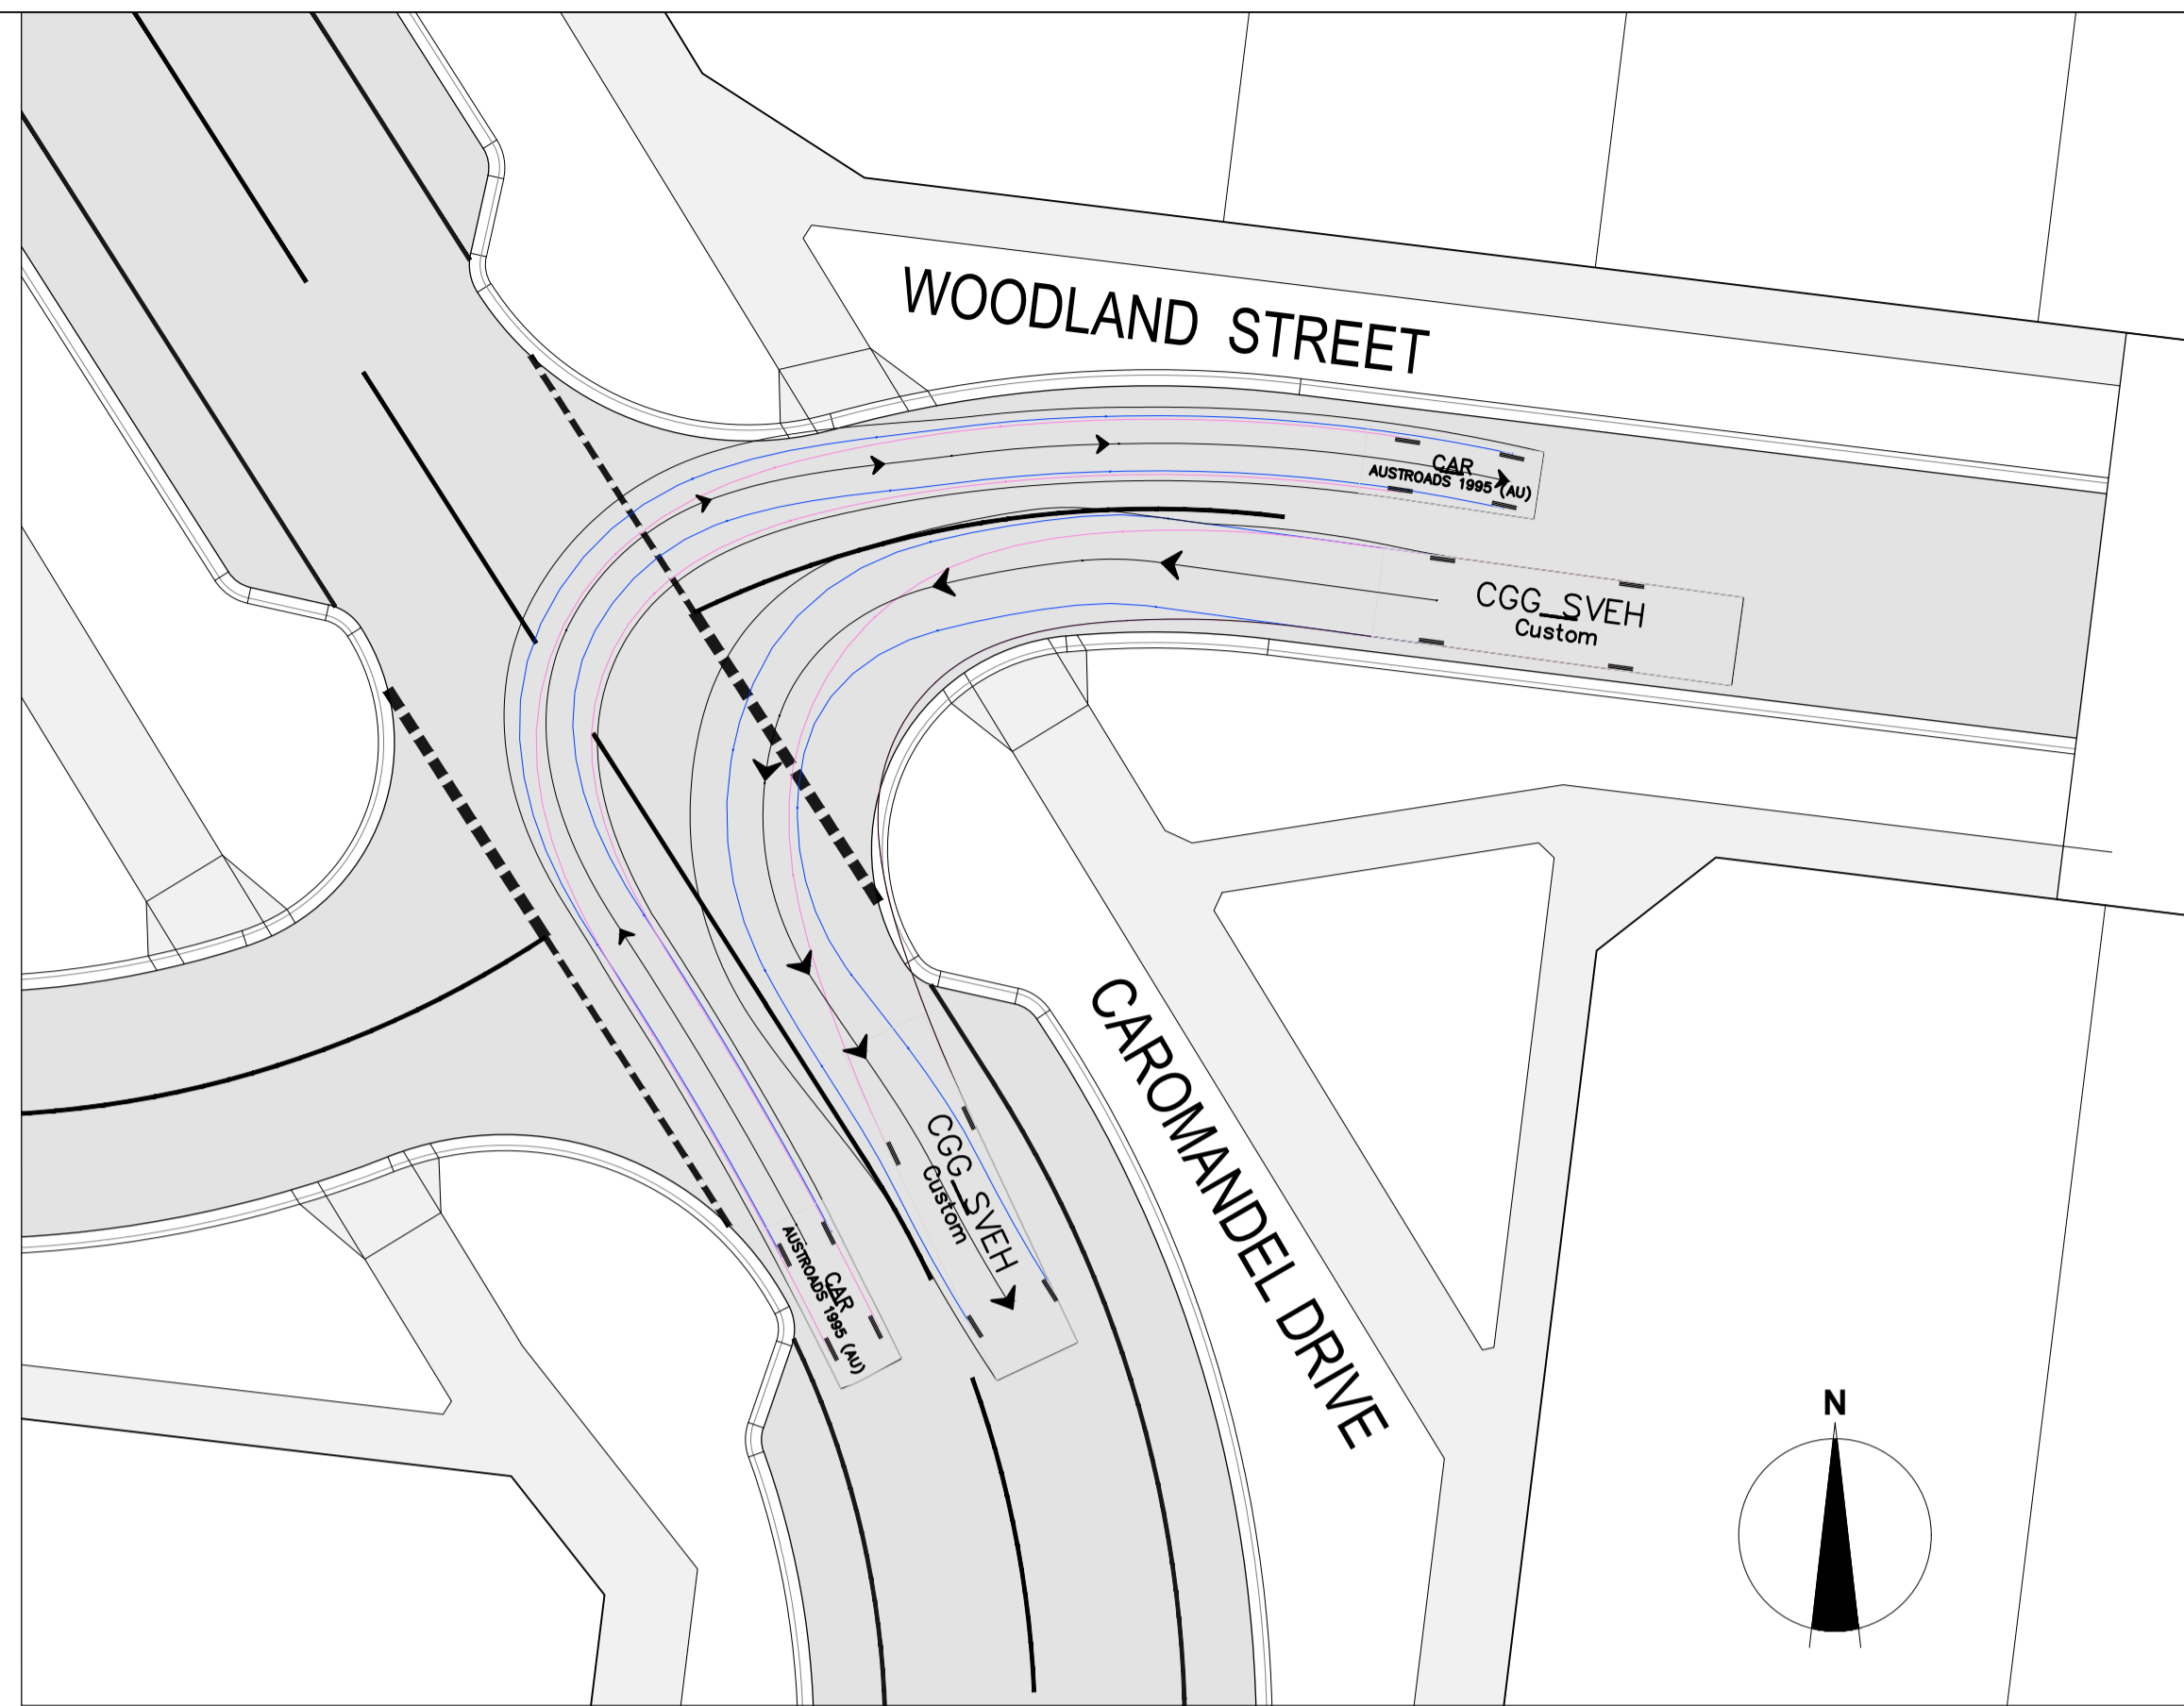 WOODLAND STREET
CAR
AUSTROADS 1995 (AU)
CGG_SVEH
Custom
CAROMANDEL DRIVE
CGG_SVEH
Custom
CAR
AUSTROADS 1995 (AU)
N